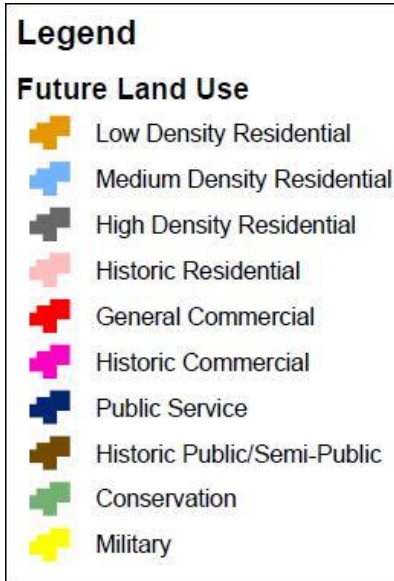 Legend
Future Land Use
Low Density Residential
Medium Density Residential
High Density Residential
Historic Residential
General Commercial
Historic Commercial
Public Service
Historic Public/Semi-Public
Conservation
Military